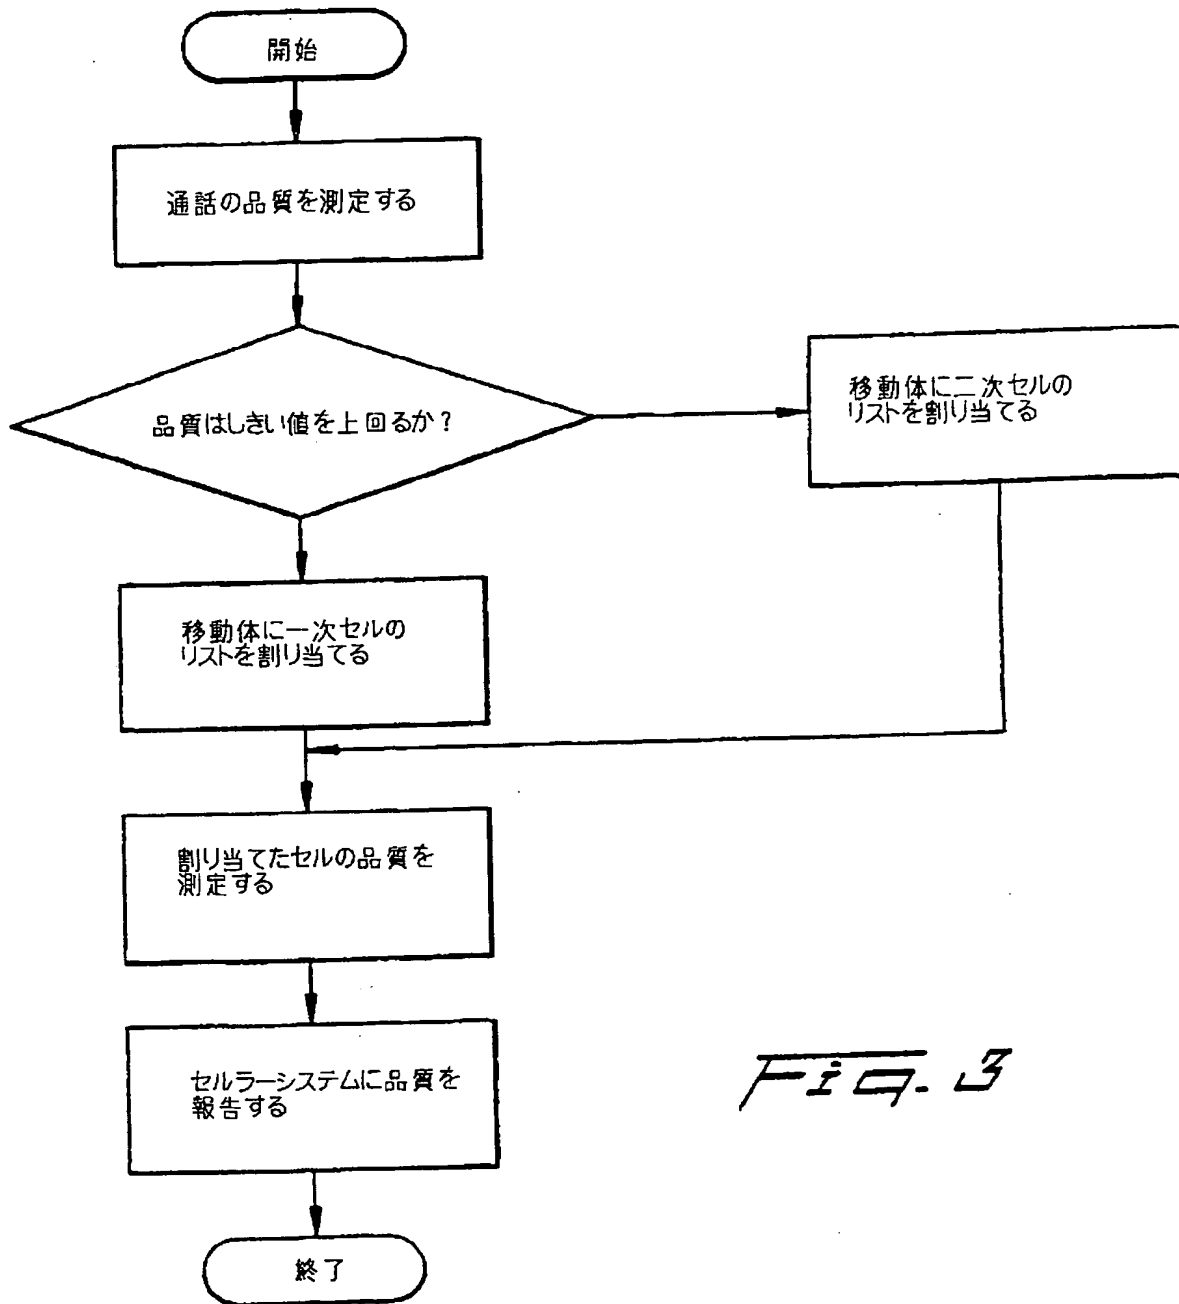 開始
通話の品質を測定する
品質はしきい値を上回るか?
移動体に二次セルの
リストを割り当てる
移動体に一次セルの
リストを割り当てる
割り当てたセルの品質を
測定する
セルラーシステムに品質を
報告する
終了
Fig. 3